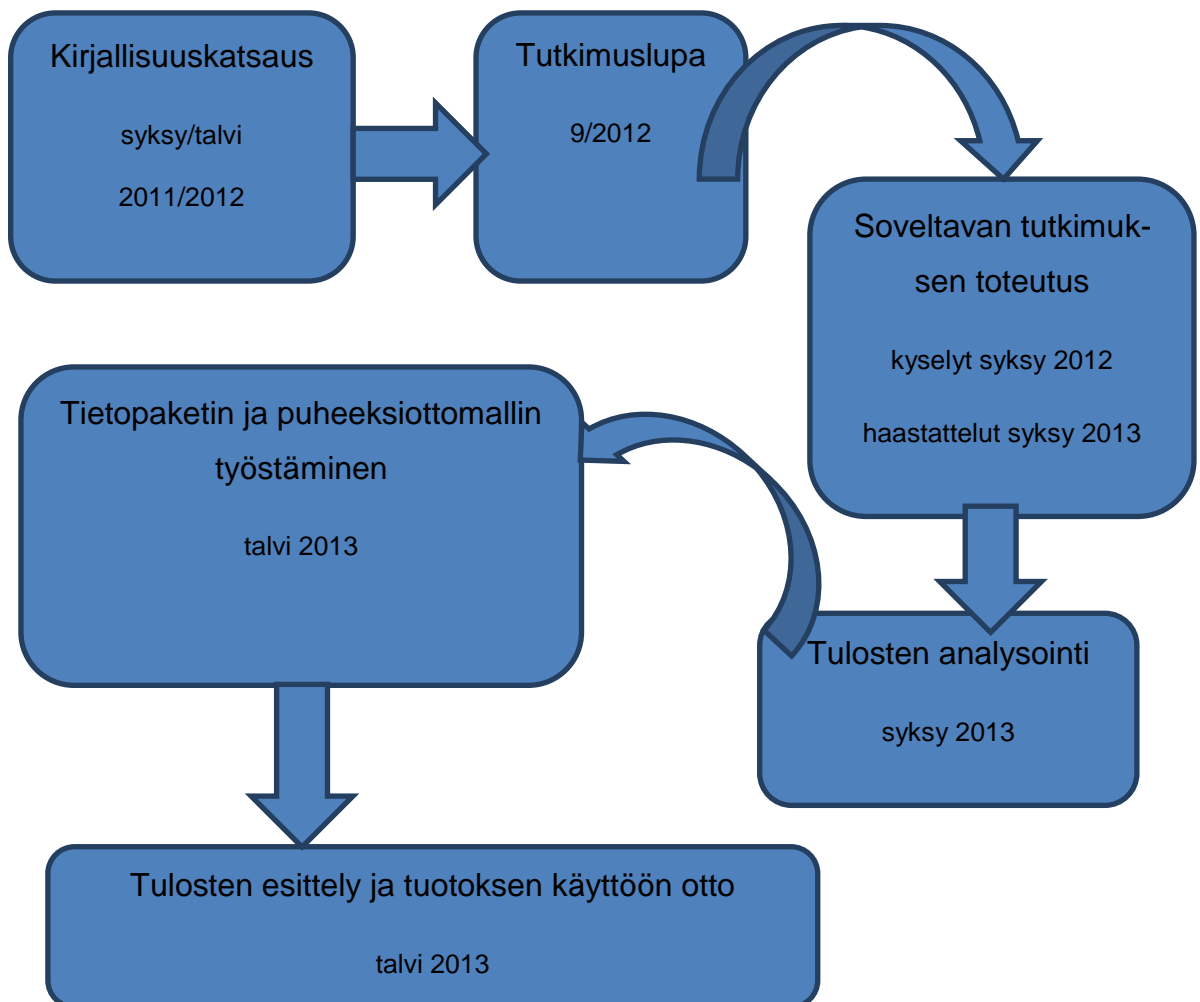 Kirjallisuuskatsaus
syksy/talvi
2011/2012
Tutkimuslupa
9/2012
Soveltavan tutkimuk-
sen toteutus
kyselyt syksy 2012
haastattelut syksy 2013
Tulosten analysointi
syksy 2013
Tietopaketin ja puheeksiottomallin
työstäminen
talvi 2013
Tulosten esittely ja tuotoksen käyttöön otto
talvi 2013